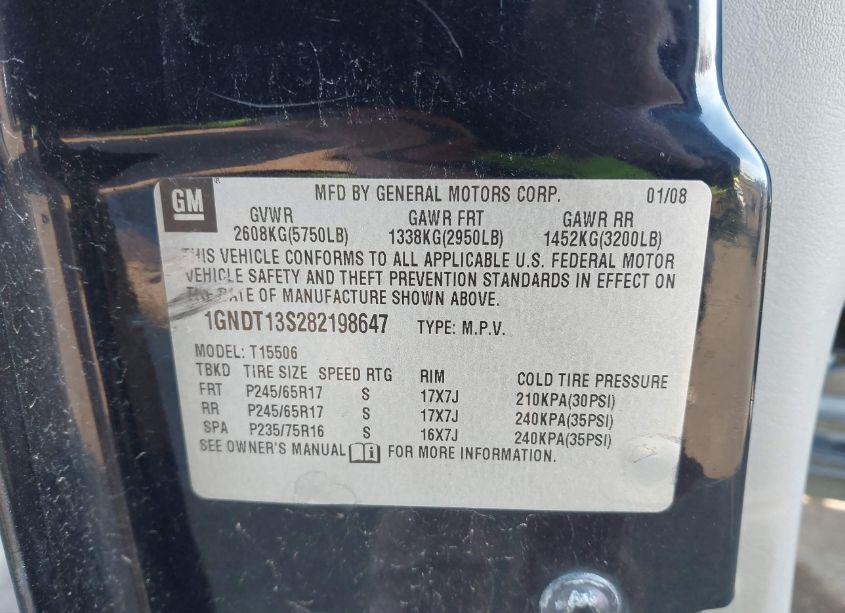 GM
MFD BY GENERAL MOTORS CORP. 01/08
GVWR GAWR FRT GAWR RR
2608KG(5750LB) 1338KG(2950LB) 1452KG(3200LB)
THIS VEHICLE CONFORMS TO ALL APPLICABLE U.S. FEDERAL MOTOR
VEHICLE SAFETY AND THEFT PREVENTION STANDARDS IN EFFECT ON
THE DATE OF MANUFACTURE SHOWN ABOVE.
1GNDT13S282198647 TYPE: M.P.V.
MODEL: T15506
TBKD TIRE SIZE SPEED RTG RIM COLD TIRE PRESSURE
FRT P245/65R17 S 17X7J 210KPA(30PSI)
RR P245/65R17 S 17X7J 240KPA(35PSI)
SPA P235/75R16 S 16X7J 240KPA(35PSI)
SEE OWNER'S MANUAL i FOR MORE INFORMATION.